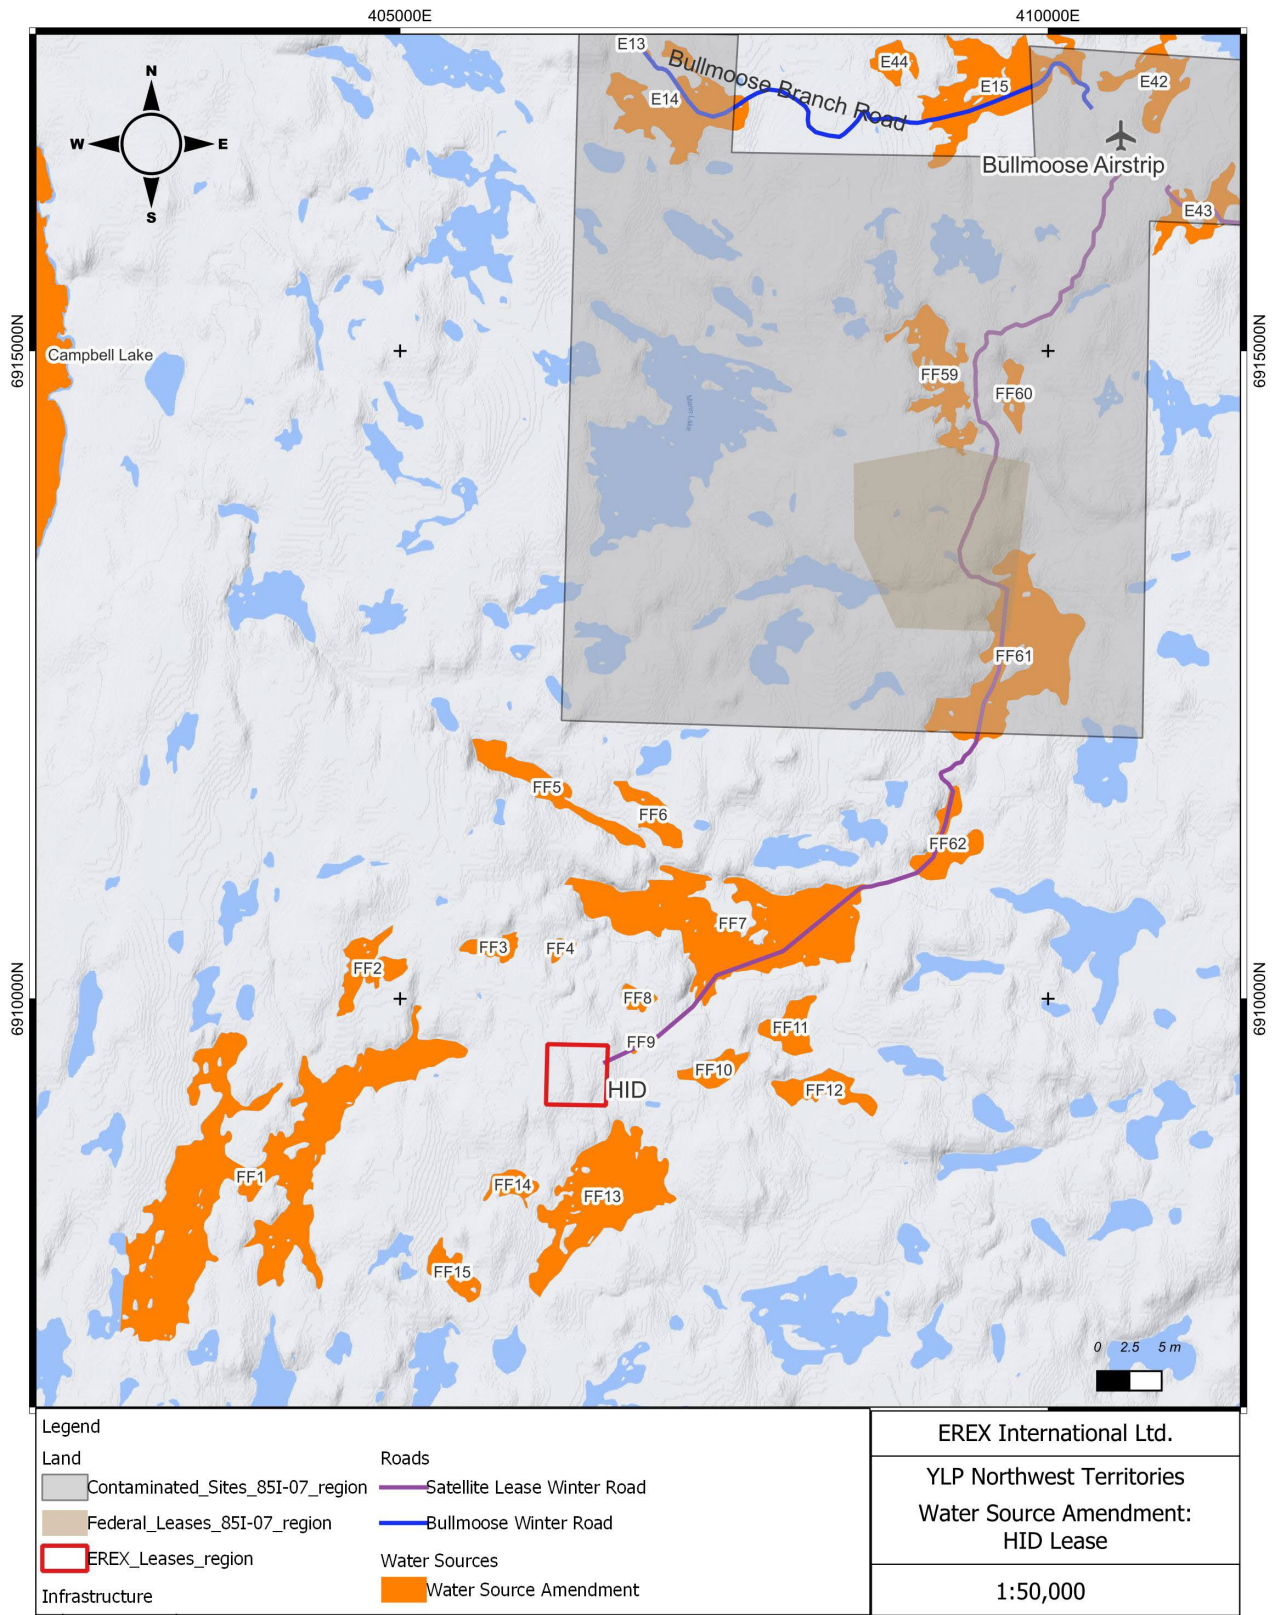 405000E
410000E
N
W
E
S
E13
Bullmoose Branch Road
E14
E44
E15
E42
Bullmoose Airstrip
E43
6915000N
6915000N
Campbell Lake
FF59
FF60
FF61
FF5
FF6
FF62
FF7
FF3
FF4
FF2
FF8
6910000N
6910000N
FF11
FF9
FF10
HID
FF12
FF1
FF14
FF13
FF15
0 2.5 5 m
Legend
Land
Contaminated_Sites_85I-07_region
Federal_Leases_85I-07_region
EREX_Leases_region
Infrastructure
Roads
Satellite Lease Winter Road
Bullmoose Winter Road
Water Sources
Water Source Amendment
EREX International Ltd.
YLP Northwest Territories
Water Source Amendment:
HID Lease
1:50,000